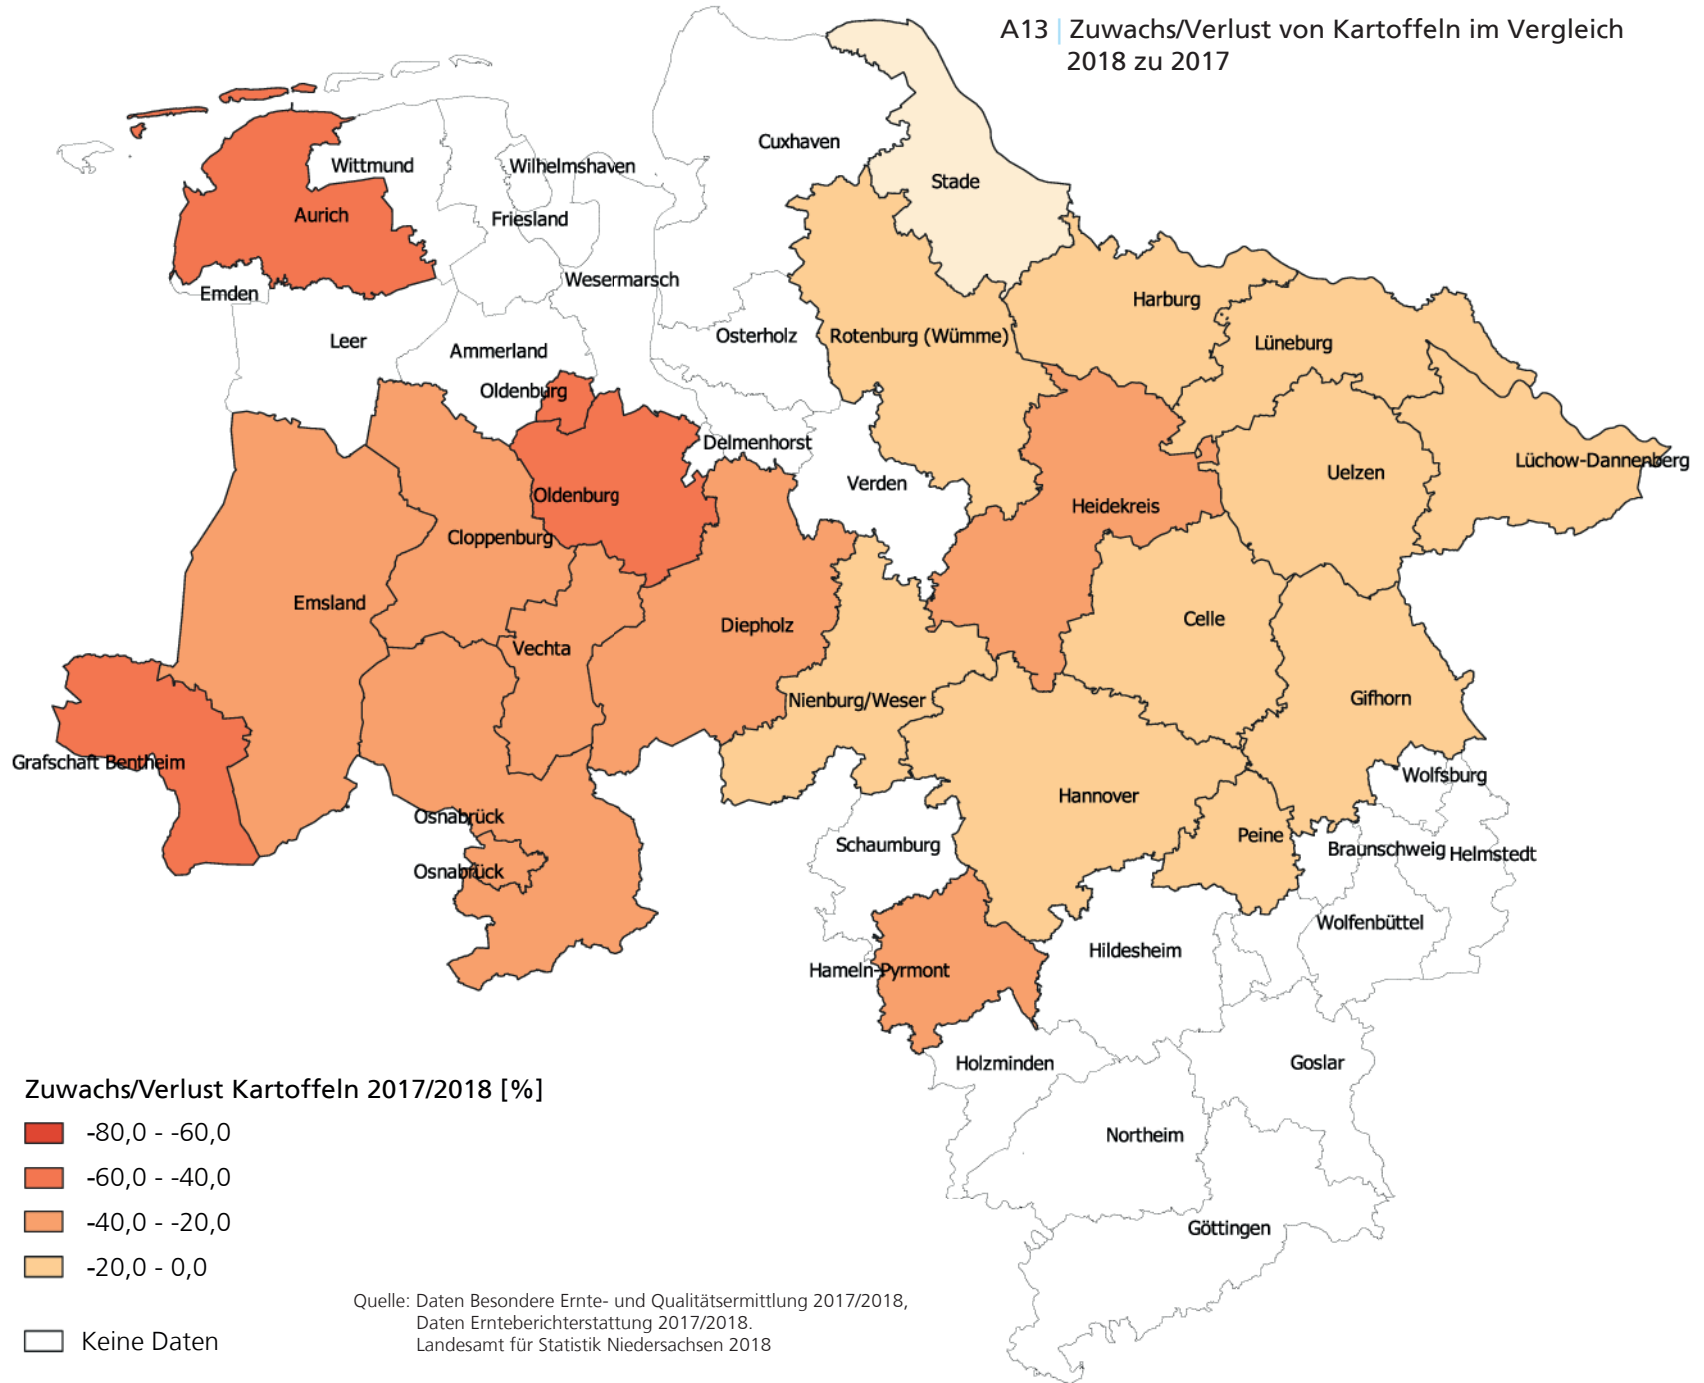 A13 | Zuwachs/Verlust von Kartoffeln im Vergleich
2018 zu 2017
Cuxhaven
Wittmund
Wilhelmshaven
Stade
Aurich
Friesland
Wesermarsch
Emden
Harburg
Osterholz
Rotenburg (Wümme)
Leer
Lüneburg
Ammerland
Oldenburg
Delmenhorst
Lüchow-Dannenberg
Uelzen
Verden
Oldenburg
Heidekreis
Cloppenburg
Emsland
Celle
Diepholz
Vechta
Nienburg/Weser
Gifhorn
Grafschaft Bentheim
Wolfsburg
Hannover
Osnabrück
Peine
Schaumburg
Braunschweig
Helmstedt
Osnabrück
Wolfenbüttel
Hildesheim
Hameln-Pyrmont
Holzminden
Goslar
Northeim
Göttingen
Zuwachs/Verlust Kartoffeln 2017/2018 [%]
-80,0 - -60,0
-60,0 - -40,0
-40,0 - -20,0
-20,0 - 0,0
Keine Daten
Quelle: Daten Besondere Ernte- und Qualitätsermittlung 2017/2018,
Daten Ernteberichterstattung 2017/2018.
Landesamt für Statistik Niedersachsen 2018